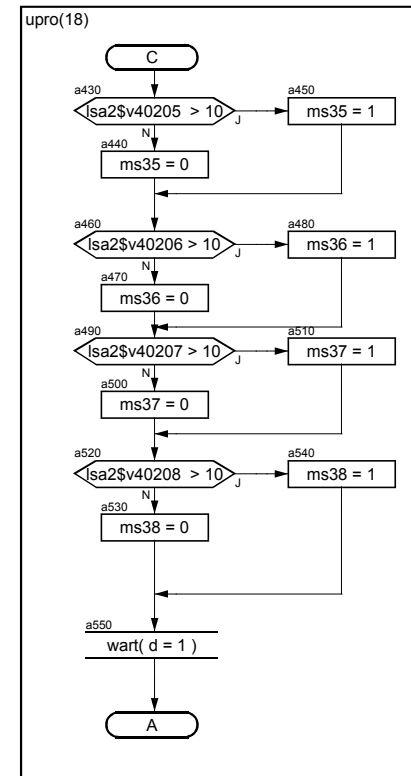 upro(18)
C
a430
lsa2$v40205 > 10
J
N
a450
ms35 = 1
a440
ms35 = 0
a460
lsa2$v40206 > 10
J
N
a480
ms36 = 1
a470
ms36 = 0
a490
lsa2$v40207 > 10
J
N
a510
ms37 = 1
a500
ms37 = 0
a520
lsa2$v40208 > 10
J
N
a540
ms38 = 1
a530
ms38 = 0
a550
wart( d = 1 )
A